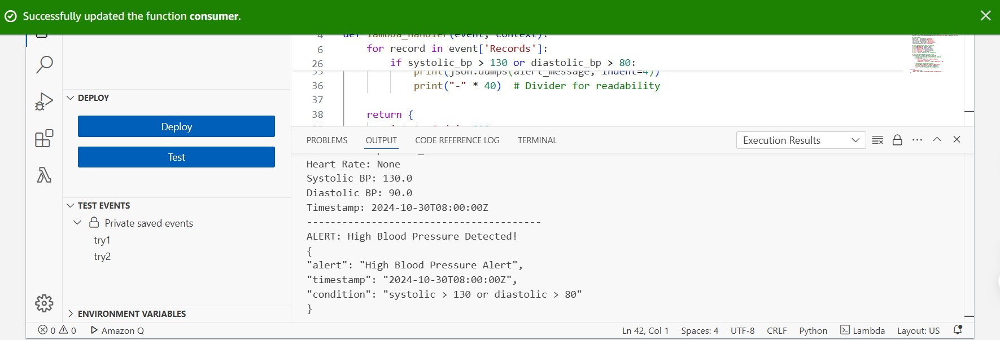 Successfully updated the function consumer.
4 def lambda_handler(event, context):
6 for record in event['Records']:
26 if systolic_bp > 130 or diastolic_bp > 80:
35 print(json.dumps(alert_message, indent=4))
36 print("-" * 40) # Divider for readability
37
38 return {
DEPLOY
Deploy
Test
TEST EVENTS
Private saved events
try1
try2
ENVIRONMENT VARIABLES
PROBLEMS OUTPUT CODE REFERENCE LOG TERMINAL Execution Results
Heart Rate: None
Systolic BP: 130.0
Diastolic BP: 90.0
Timestamp: 2024-10-30T08:00:00Z
----------------------------------------
ALERT: High Blood Pressure Detected!
{
"alert": "High Blood Pressure Alert",
"timestamp": "2024-10-30T08:00:00Z",
"condition": "systolic > 130 or diastolic > 80"
}
0 0 Amazon Q Ln 42, Col 1 Spaces: 4 UTF-8 CRLF Python Lambda Layout: US